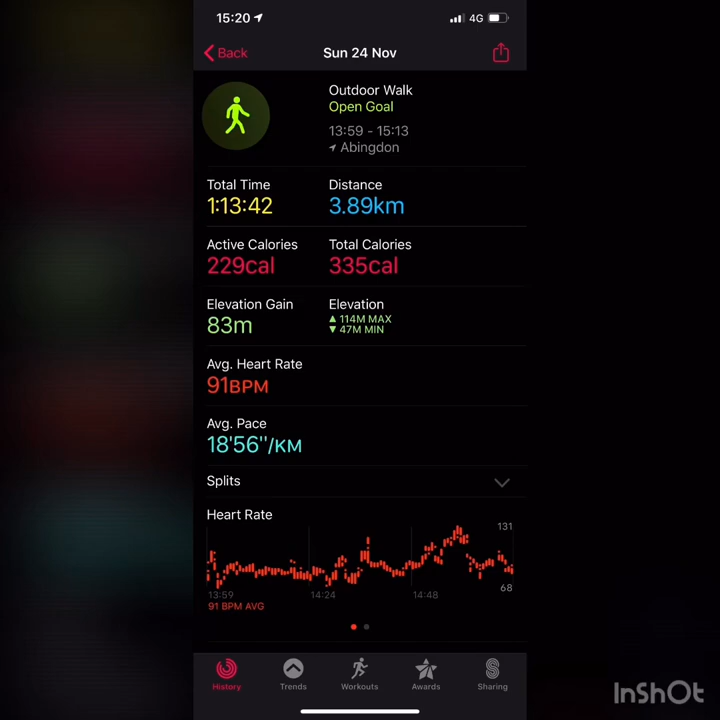 15:20
4G
Back
Sun 24 Nov
Outdoor Walk
Open Goal
13:59 - 15:13
Abingdon
Total Time
Distance
1:13:42
3.89km
Active Calories
Total Calories
229cal
335cal
Elevation Gain
Elevation
83m
▲ 114M MAX
▼ 47M MIN
Avg. Heart Rate
91BPM
Avg. Pace
18'56"/KM
Splits
Heart Rate
131
68
13:59
14:24
14:48
91 BPM AVG
History
Trends
Workouts
Awards
Sharing
InShOt